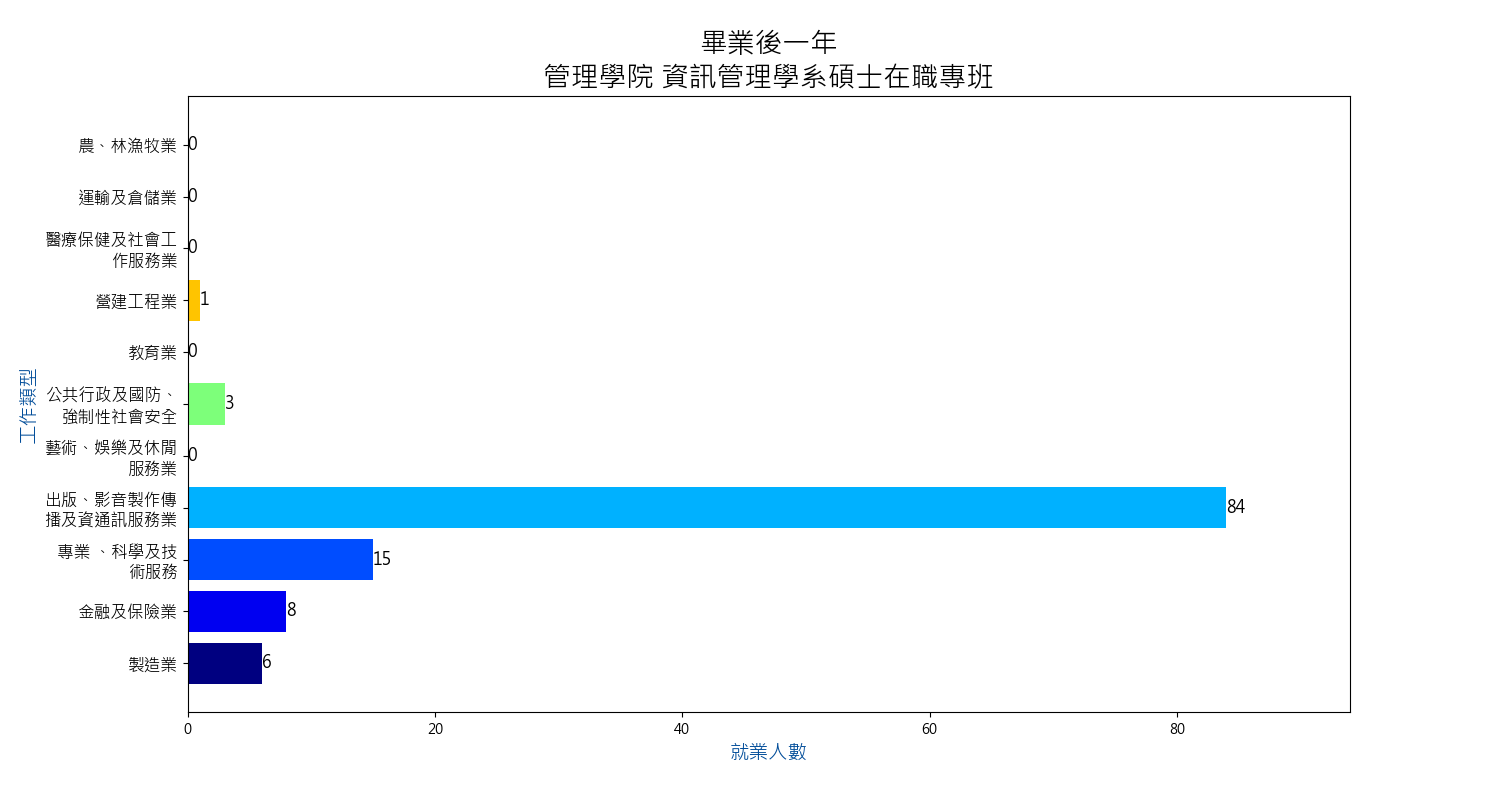 畢業後一年
管理學院 資訊管理學系碩士在職專班
農、林漁牧業
0
運輸及倉儲業
0
醫療保健及社會工
作服務業
0
營建工程業
1
教育業
0
公共行政及國防、
強制性社會安全
3
藝術、娛樂及休閒
服務業
0
出版、影音製作傳
播及資通訊服務業
84
專業 、科學及技
術服務
15
金融及保險業
8
製造業
6
工作類型
0 20 40 60 80
就業人數